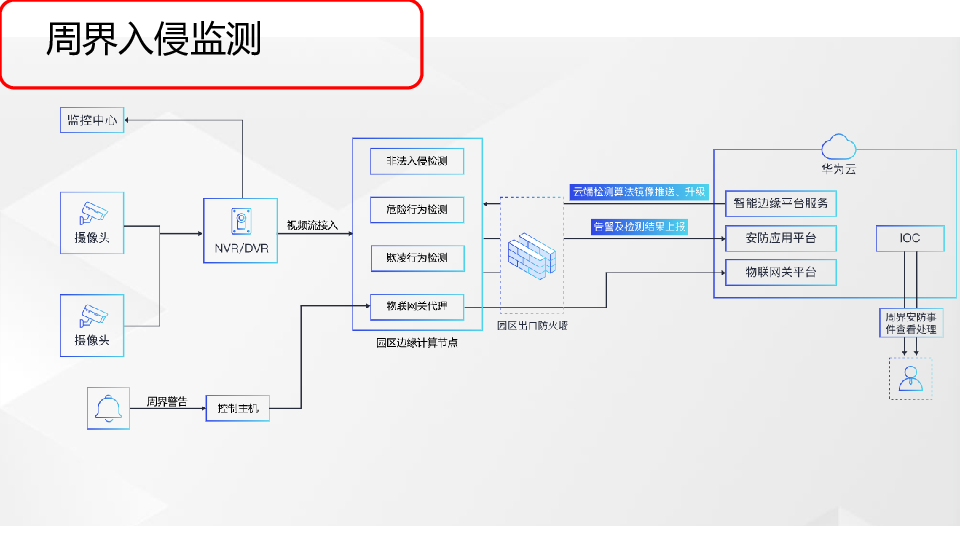 周界入侵监测
监控中心
摄像头
摄像头
NVR/DVR
视频流接入
周界警告
控制主机
非法入侵检测
危险行为检测
欺凌行为检测
物联网关代理
园区边缘计算节点
园区出口防火墙
云端检测算法镜像推送、升级
告警及检测结果上报
华为云
智能边缘平台服务
安防应用平台
物联网关平台
IOC
周界安防事
件查看处理